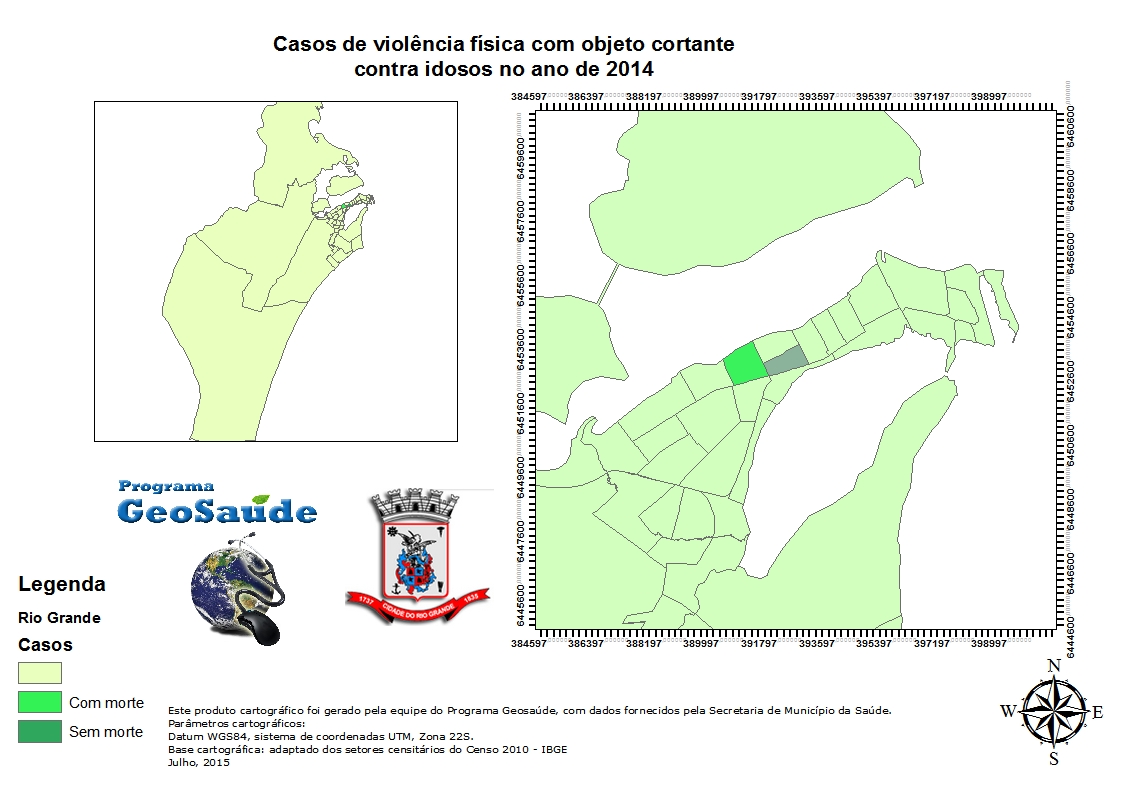 Casos de violência física com objeto cortante
contra idosos no ano de 2014
384597 386397 388197 389997 391797 393597 395397 397197 398997
6459600
6457600
6455600
6453600
6451600
6449600
6447600
6445600
6460600
6458600
6456600
6454600
6452600
6450600
6448600
6446600
6444600
384597 386397 388197 389997 391797 393597 395397 397197 398997
Programa
GeoSaúde
1737 CIDADE DO RIO GRANDE 1835
Legenda
Rio Grande
Casos
Com morte
Sem morte
Este produto cartográfico foi gerado pela equipe do Programa Geosaúde, com dados fornecidos pela Secretaria de Município da Saúde.
Parâmetros cartográficos:
Datum WGS84, sistema de coordenadas UTM, Zona 22S.
Base cartográfica: adaptado dos setores censitários do Censo 2010 - IBGE
Julho, 2015
N
W E
S